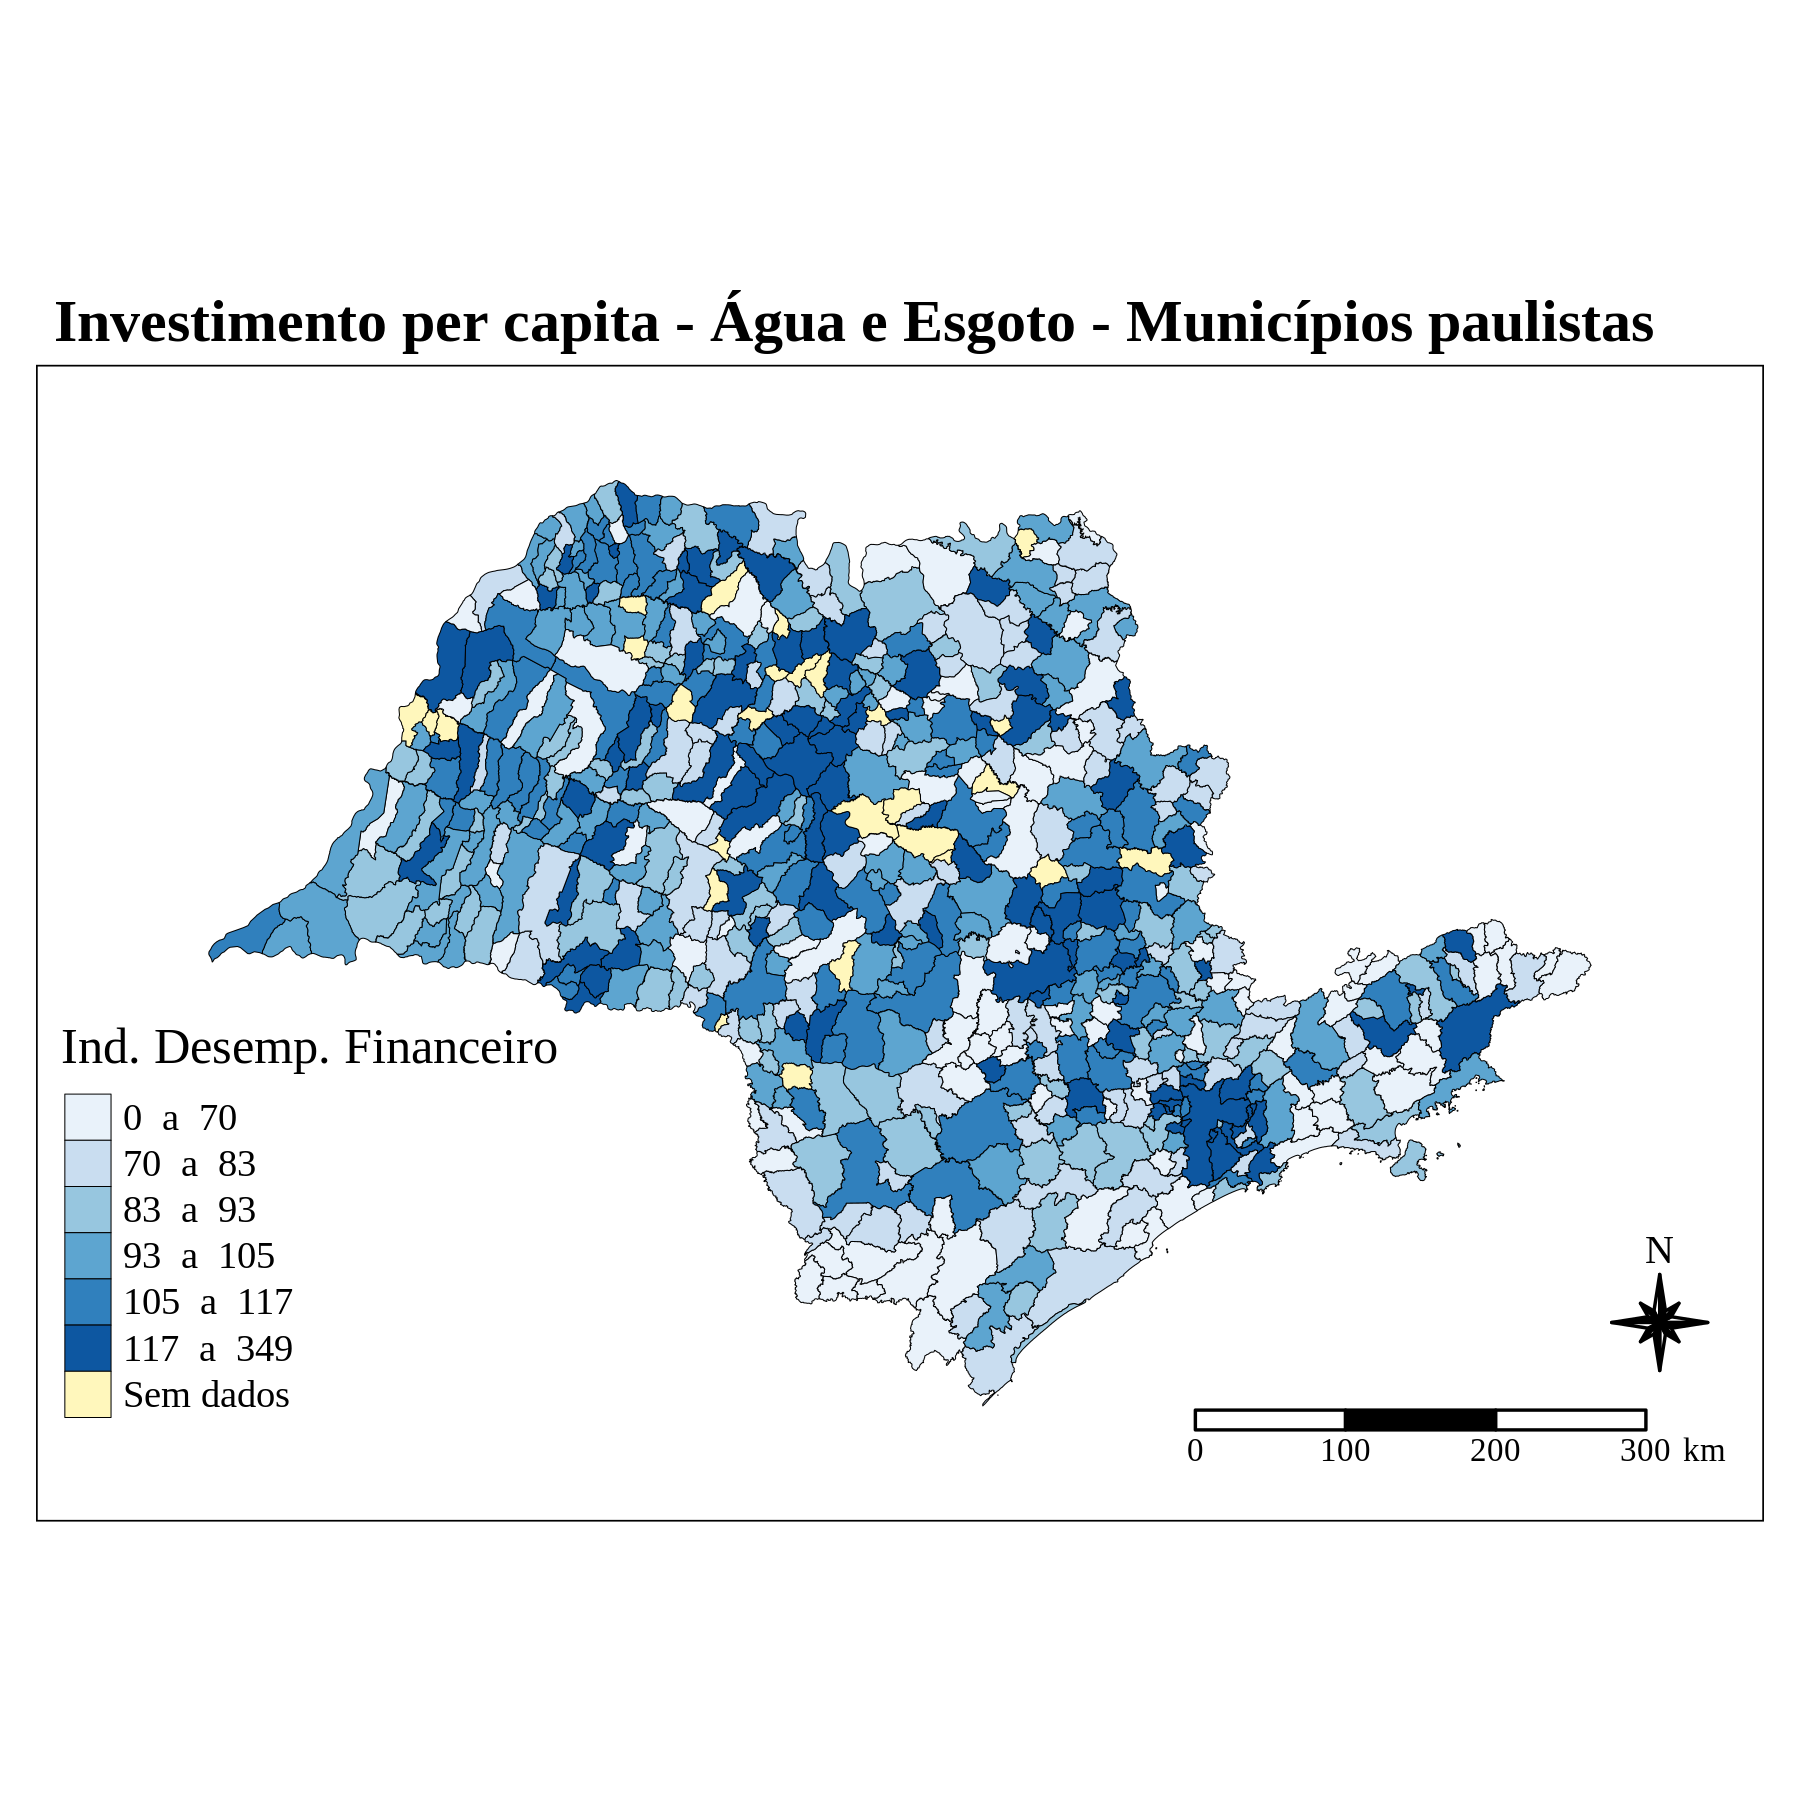 Investimento per capita - Água e Esgoto - Municípios paulistas
Ind. Desemp. Financeiro
0 a 70
70 a 83
83 a 93
93 a 105
105 a 117
117 a 349
Sem dados
N
0 100 200 300 km